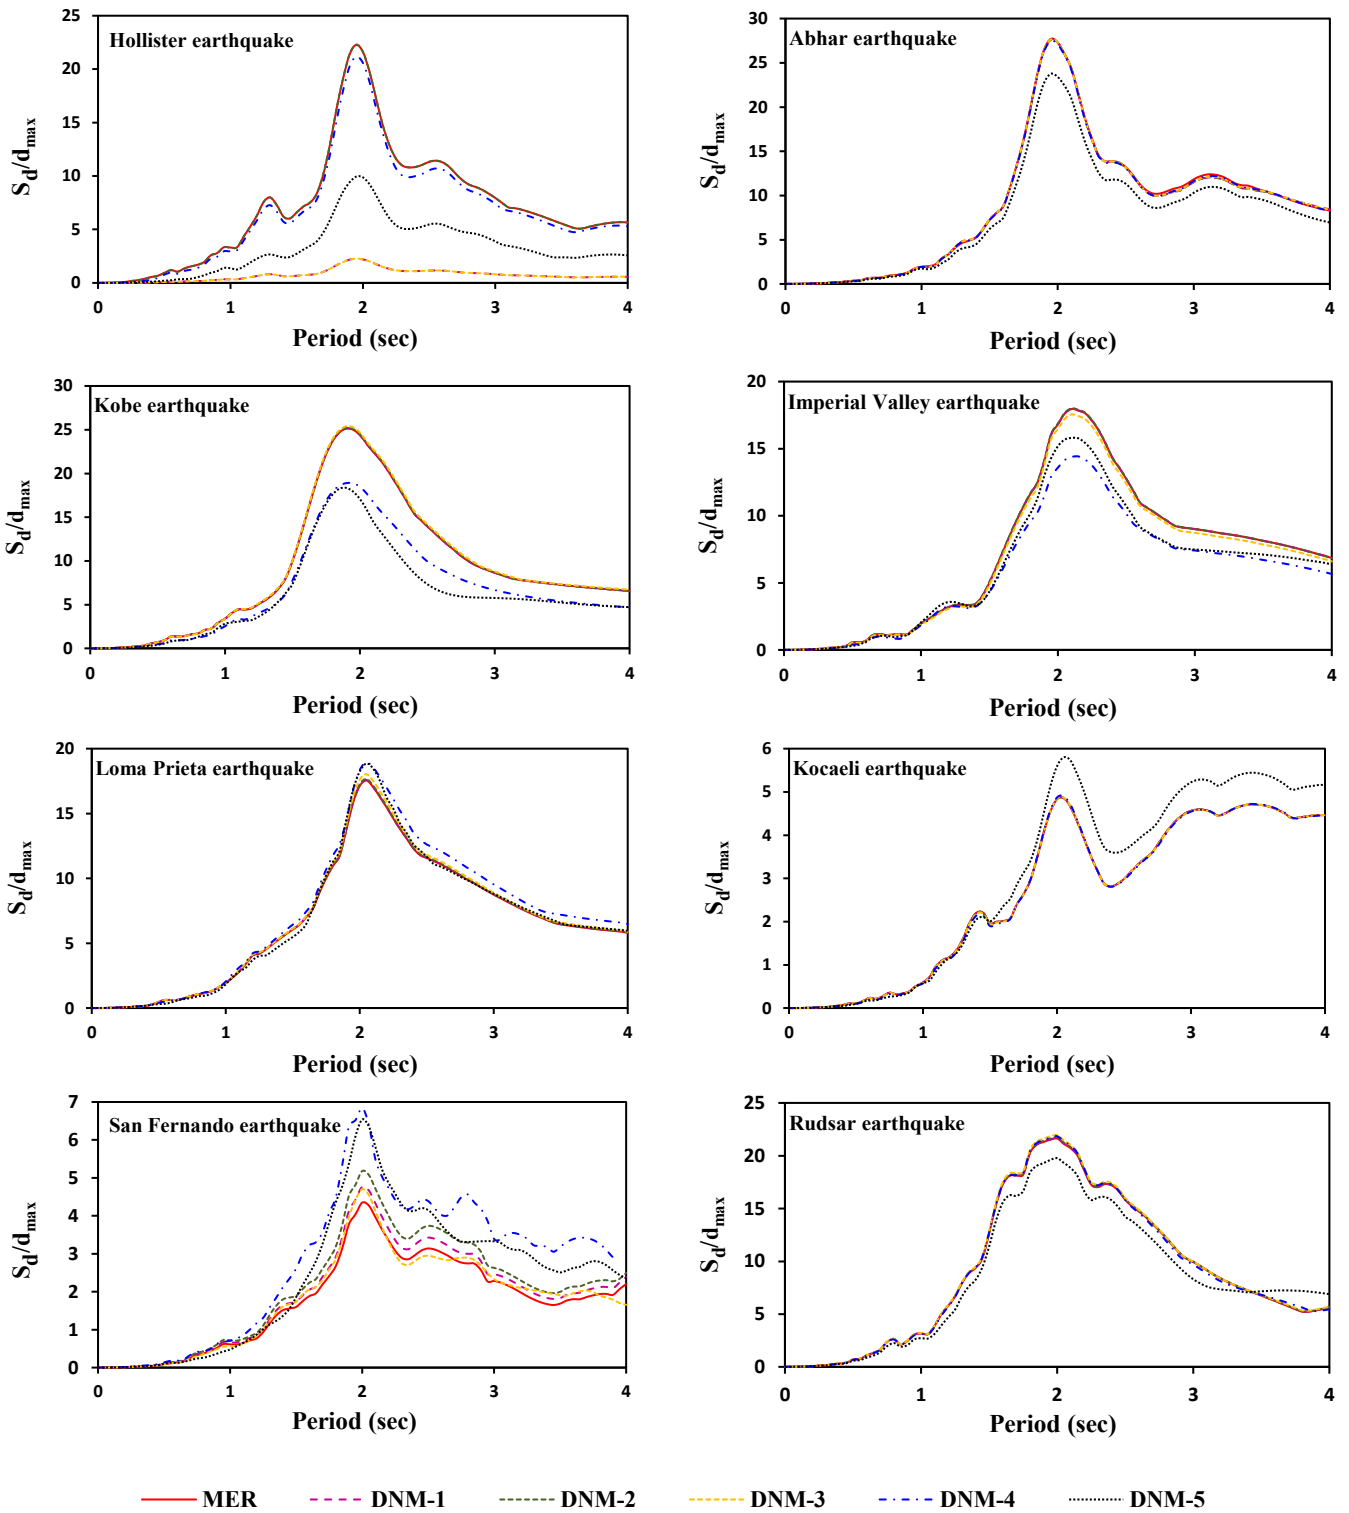 Hollister earthquake
25
20
15
10
5
0
0 1 2 3 4
Sd/dmax
Period (sec)
Abhar earthquake
30
25
20
15
10
5
0
0 1 2 3 4
Sd/dmax
Period (sec)
Kobe earthquake
30
25
20
15
10
5
0
0 1 2 3 4
Sd/dmax
Period (sec)
Imperial Valley earthquake
20
15
10
5
0
0 1 2 3 4
Sd/dmax
Period (sec)
Loma Prieta earthquake
20
15
10
5
0
0 1 2 3 4
Sd/dmax
Period (sec)
Kocaeli earthquake
6
5
4
3
2
1
0
0 1 2 3 4
Sd/dmax
Period (sec)
San Fernando earthquake
7
6
5
4
3
2
1
0
0 1 2 3 4
Sd/dmax
Period (sec)
Rudsar earthquake
25
20
15
10
5
0
0 1 2 3 4
Sd/dmax
Period (sec)
MER DNM-1 DNM-2 DNM-3 DNM-4 DNM-5